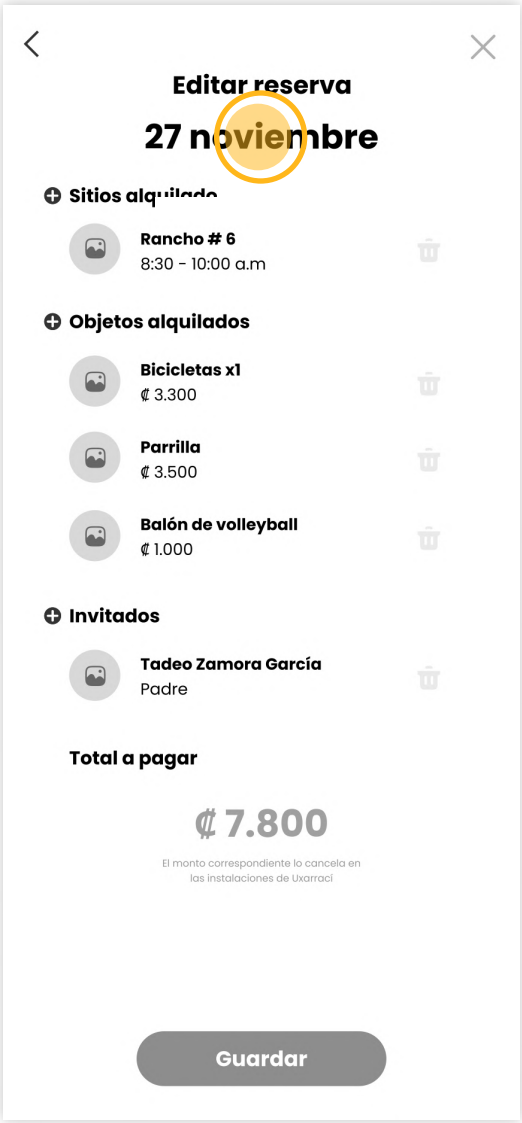 Editar reserva
27 noviembre
Sitios alquilado
Rancho # 6
8:30 - 10:00 a.m
Objetos alquilados
Bicicletas x1
₡ 3.300
Parrilla
₡ 3.500
Balón de volleyball
₡ 1.000
Invitados
Tadeo Zamora García
Padre
Total a pagar
₡ 7.800
El monto correspondiente lo cancela en
las instalaciones de Uxarrací
Guardar